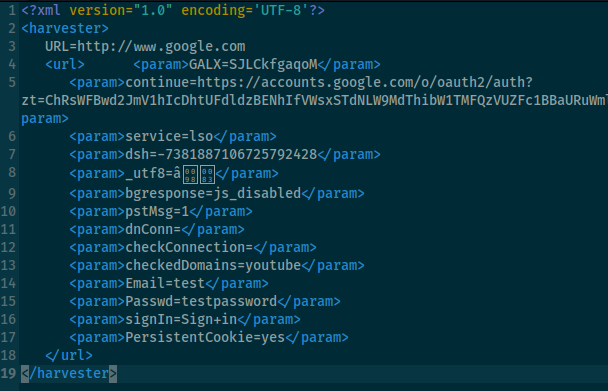 1 <?xml version="1.0" encoding='UTF-8'?>
2 <harvester>
3 URL=http://www.google.com
4 <url> <param>GALX=SJLCkfgaqoM</param>
5 <param>continue=https://accounts.google.com/o/oauth2/auth?
zt=ChRsWFBwd2JmV1hIcDhtUFdldzBENhIfVWsxSTdNLW9MdThibW1TMFQzVUZFc1BBaURuWml
param>
6 <param>service=lso</param>
7 <param>dsh=-7381887106725792428</param>
8 <param>_utf8=â</param>
9 <param>bgresponse=js_disabled</param>
10 <param>pstMsg=1</param>
11 <param>dnConn=</param>
12 <param>checkConnection=</param>
13 <param>checkedDomains=youtube</param>
14 <param>Email=test</param>
15 <param>Passwd=testpassword</param>
16 <param>signIn=Sign+in</param>
17 <param>PersistentCookie=yes</param>
18 </url>
19 </harvester>